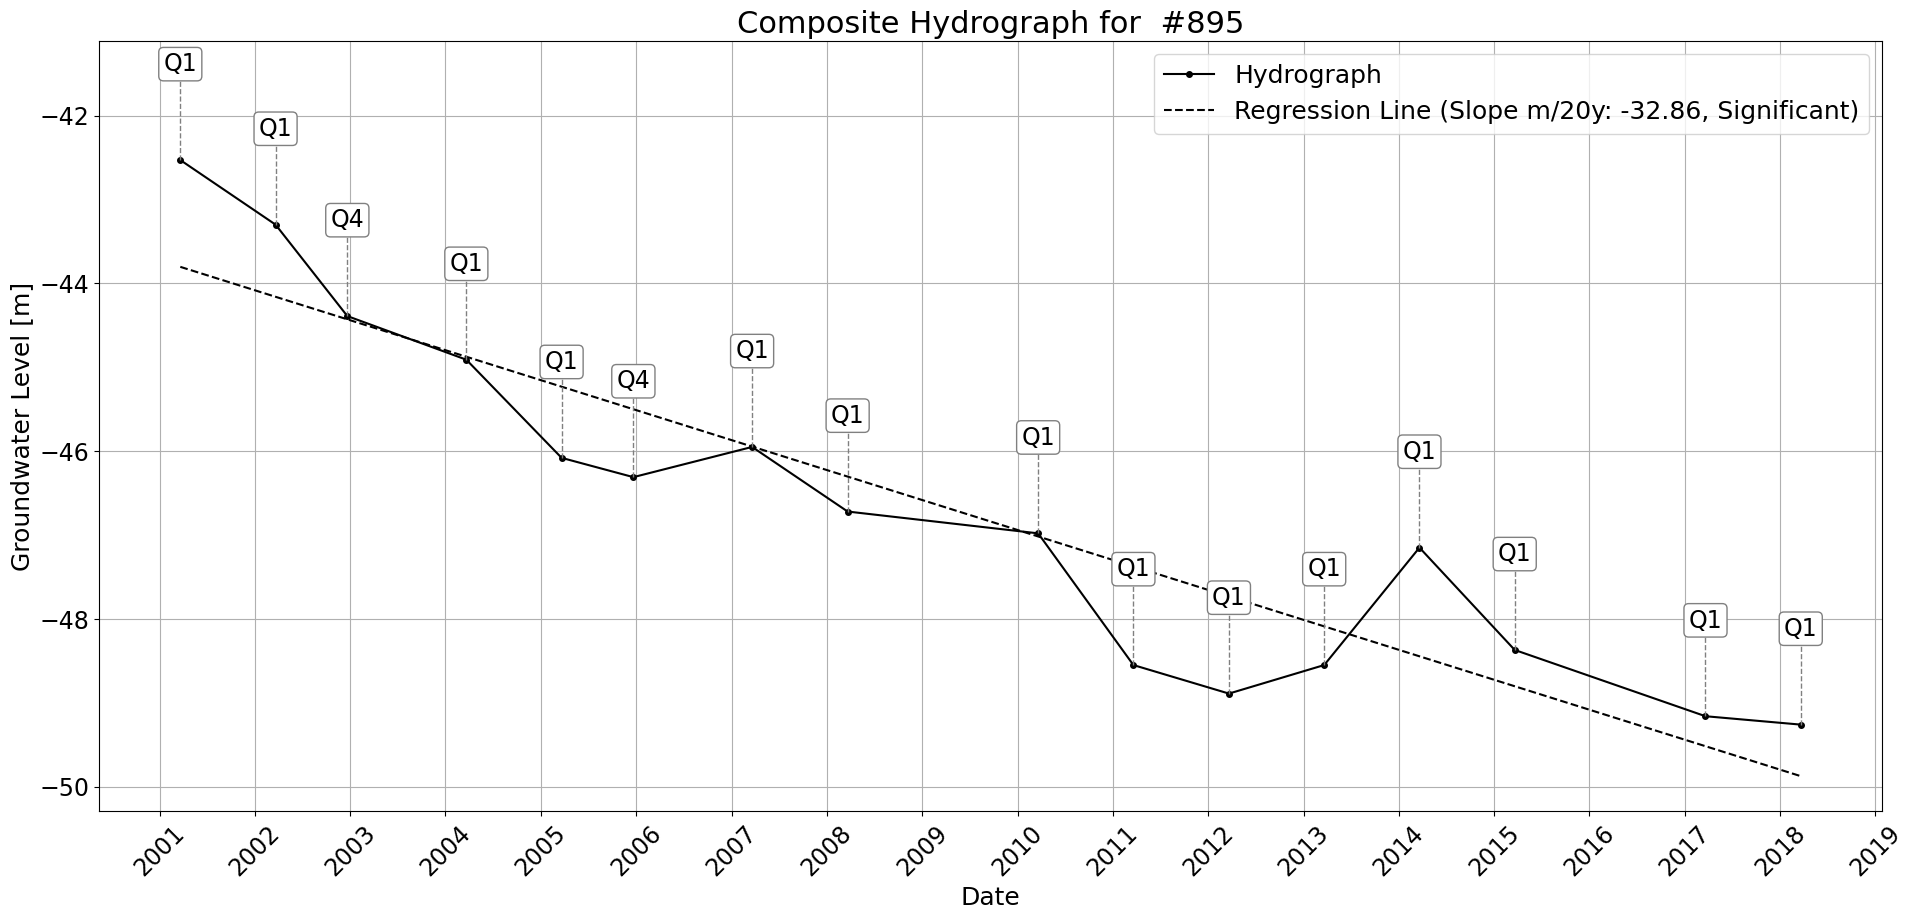 Composite Hydrograph for  #895
Hydrograph
Regression Line (Slope m/20y: -32.86, Significant)
Groundwater Level [m]
−42
−44
−46
−48
−50
Q1
Q1
Q4
Q1
Q1
Q4
Q1
Q1
Q1
Q1
Q1
Q1
Q1
Q1
Q1
Q1
2001
2002
2003
2004
2005
2006
2007
2008
2009
2010
2011
2012
2013
2014
2015
2016
2017
2018
2019
Date